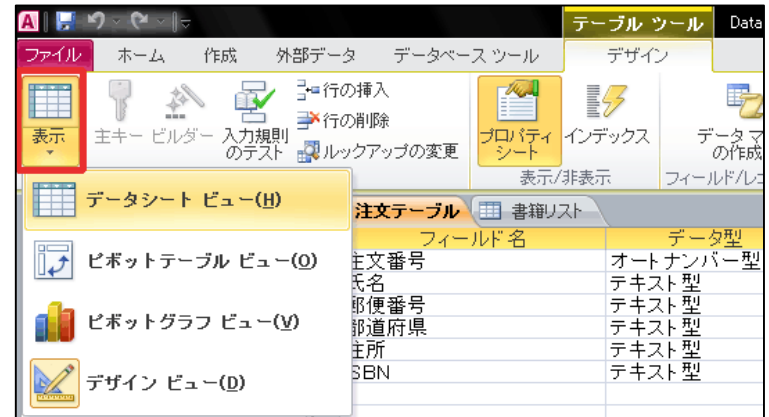 テーブル ツール Data
ファイル ホーム 作成 外部データ データベース ツール デザイン
表示
主キー ビルダー 入力規則のテスト
行の挿入
行の削除
ルックアップの変更
プロパティシート
インデックス
データ マ
の作成
表示/非表示
フィールド/レコ
データシート ビュー(H)
ピボットテーブル ビュー(O)
ピボットグラフ ビュー(V)
デザイン ビュー(D)
注文テーブル 書籍リスト
フィールド名 データ型
注文番号 オートナンバー型
氏名 テキスト型
郵便番号 テキスト型
都道府県 テキスト型
住所 テキスト型
SBN テキスト型